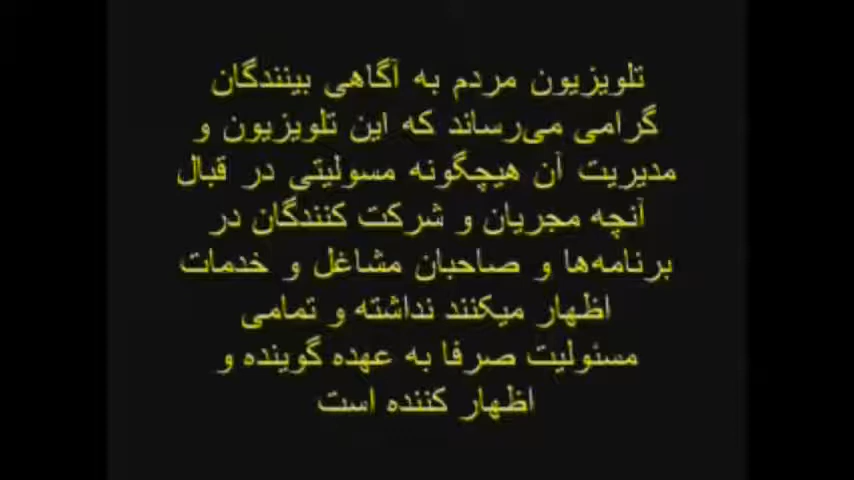 تلویزیون مردم به آگاهی بینندگان
گرامی می‌رساند که این تلویزیون و
مدیریت آن هیچگونه مسولیتی در قبال
آنچه مجریان و شرکت کنندگان در
برنامه‌ها و صاحبان مشاغل و خدمات
اظهار میکنند نداشته و تمامی
مسئولیت صرفا به عهده گوینده و
اظهار کننده است